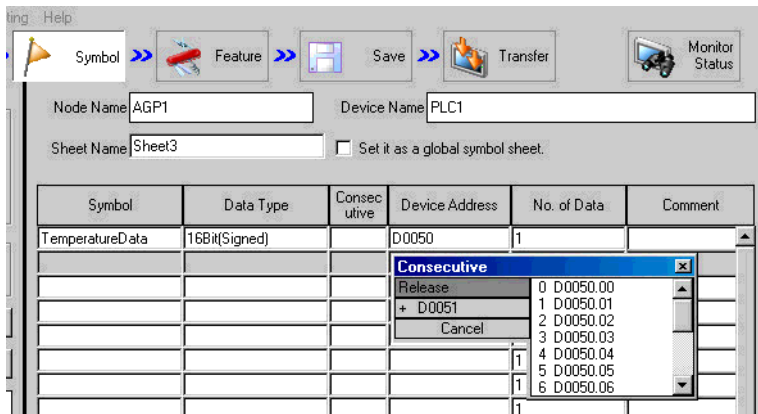 ting Help
Symbol Feature Save Transfer Monitor Status
Node Name AGP1 Device Name PLC1
Sheet Name Sheet3 Set it as a global symbol sheet.
Symbol Data Type Consec utive Device Address No. of Data Comment
TemperatureData 16Bit(Signed) D0050 1
Consecutive
Release 0 D0050.00
+ D0051 1 D0050.01
Cancel 2 D0050.02
3 D0050.03
1 4 D0050.04
5 D0050.05
1 6 D0050.06
1